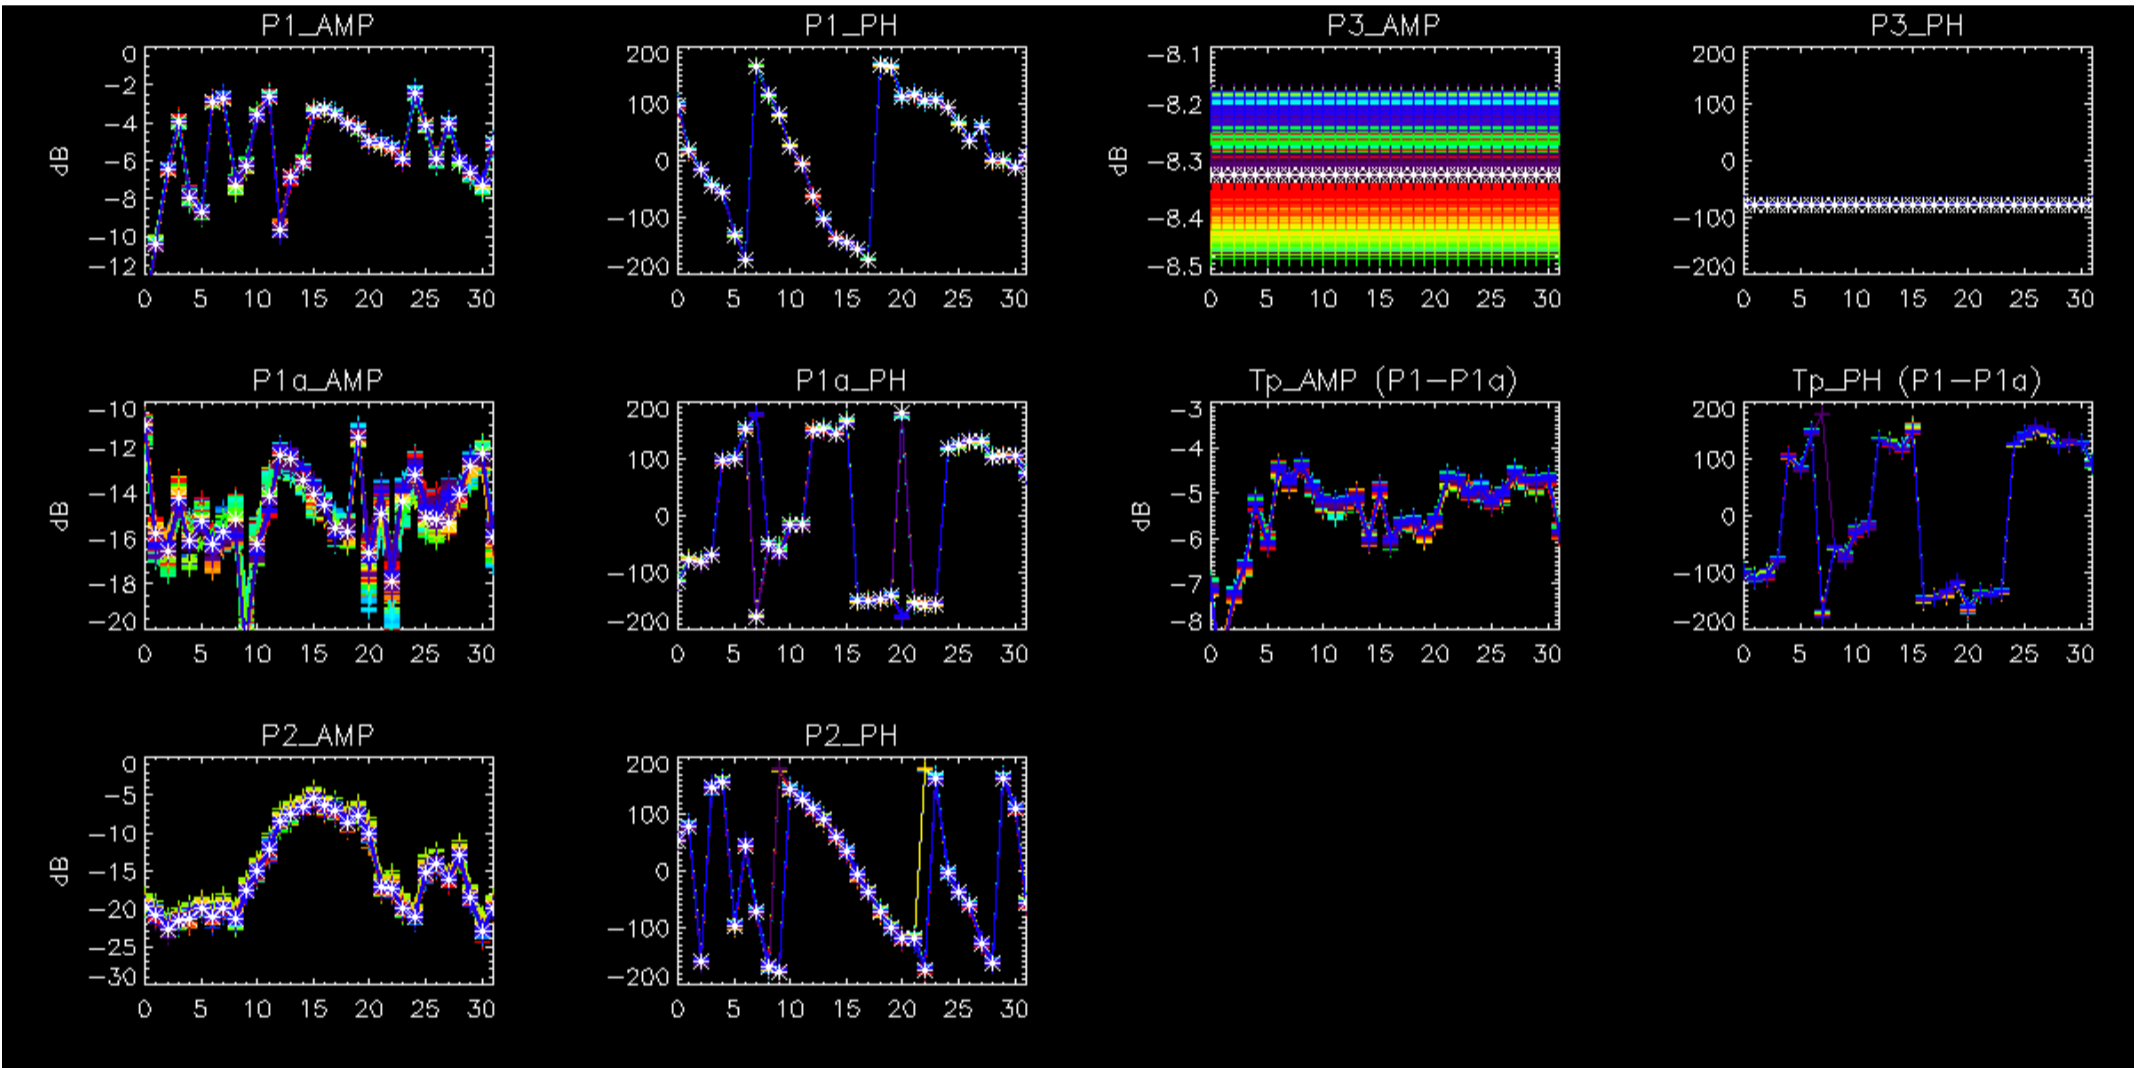 P1_AMP P1_PH P3_AMP P3_PH
0 200 -8.1 200
-2 100 -8.2 100
-4 0 -8.3 0
-6 -100 -8.4 -100
-8 -200 -8.5 -200
-10
-12
dB dB
0 5 10 15 20 25 30 0 5 10 15 20 25 30 0 5 10 15 20 25 30 0 5 10 15 20 25 30
P1a_AMP P1a_PH Tp_AMP (P1-P1a) Tp_PH (P1-P1a)
-10 200 -3 200
-12 100 -4 100
-14 0 -5 0
-16 -100 -6 -100
-18 -200 -7 -200
-20 -8
dB dB
0 5 10 15 20 25 30 0 5 10 15 20 25 30 0 5 10 15 20 25 30 0 5 10 15 20 25 30
P2_AMP P2_PH
0 200
-5 100
-10 0
-15 -100
-20 -200
-25
-30
dB
0 5 10 15 20 25 30 0 5 10 15 20 25 30